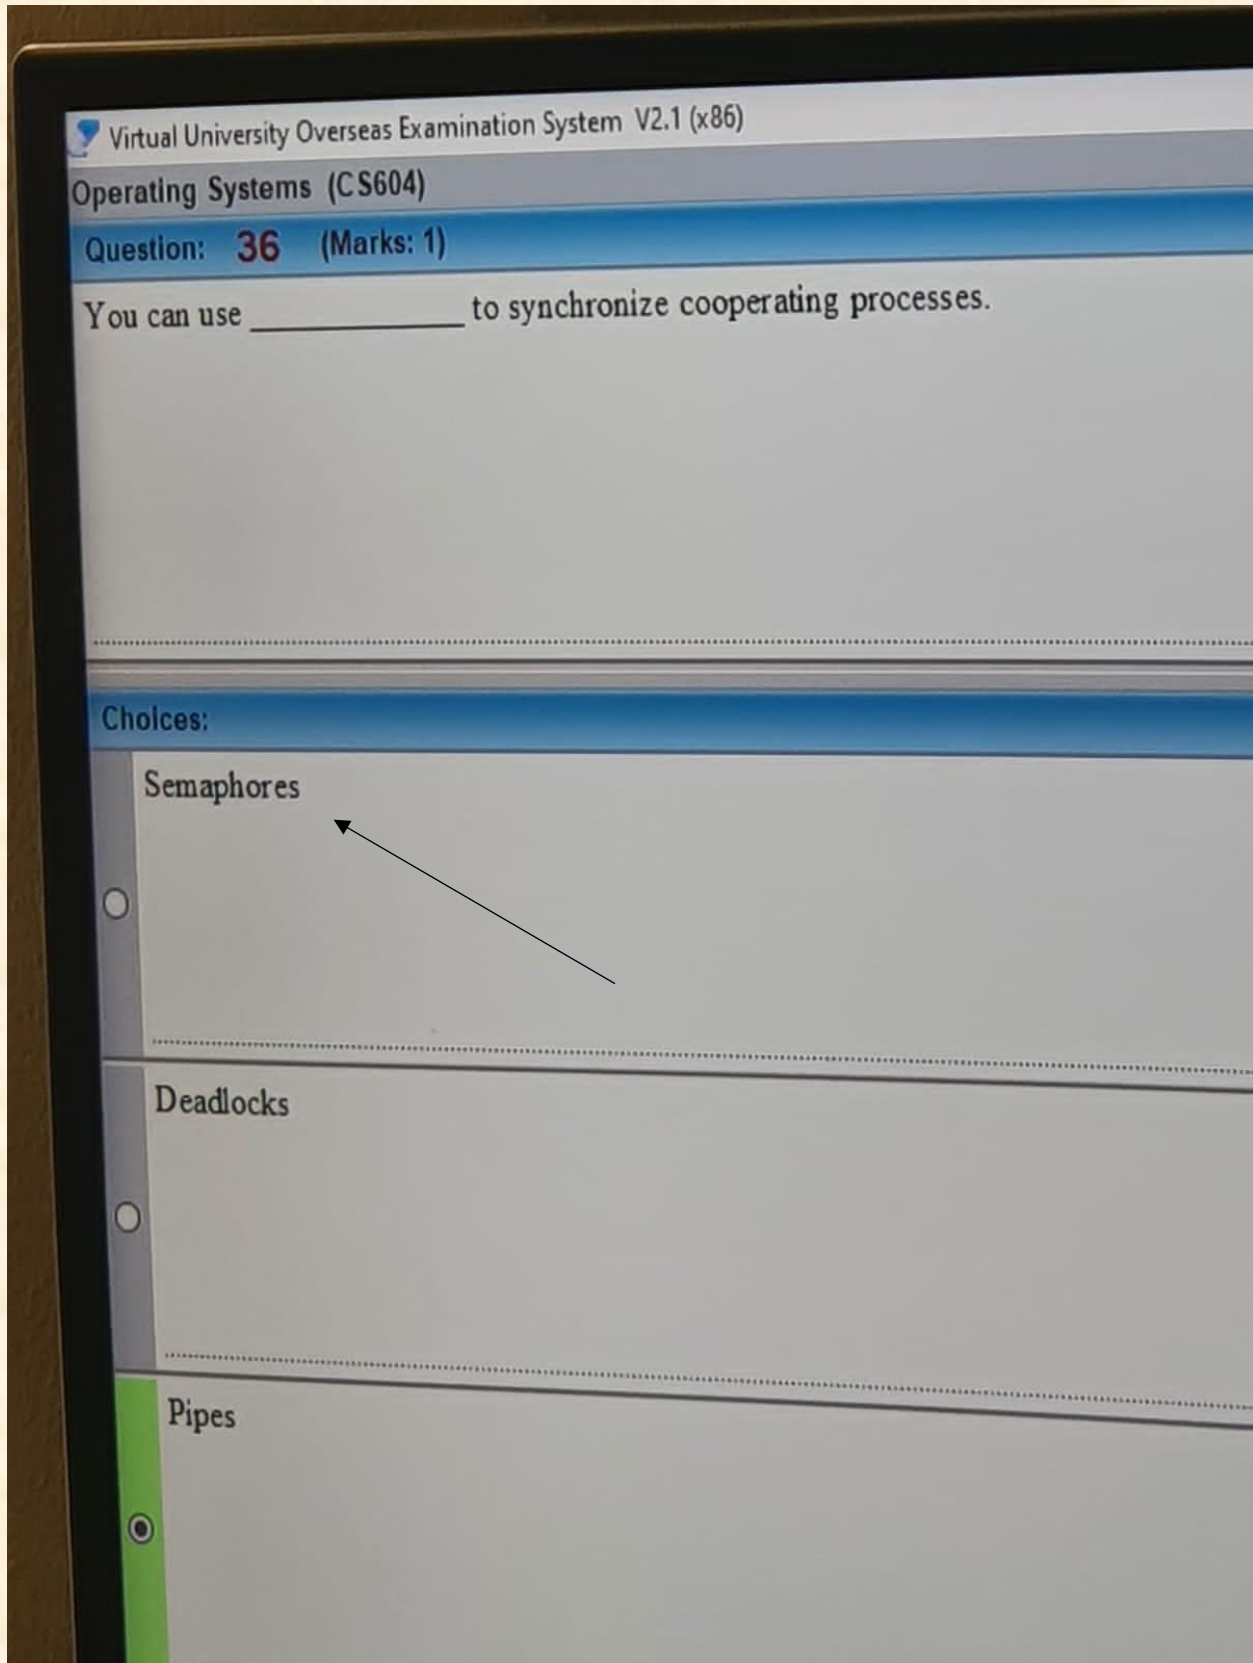 Virtual University Overseas Examination System V2.1 (x86)
Operating Systems (CS604)
Question: 36 (Marks: 1)
You can use ____________ to synchronize cooperating processes.
Choices:
Semaphores
Deadlocks
Pipes